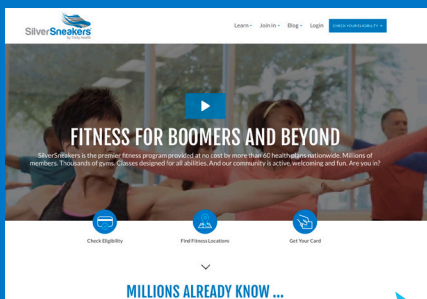 Learn Join In Blog Login CHECK YOUR ELIGIBILITY
SilverSneakers
by Tivity Health
FITNESS FOR BOOMERS AND BEYOND
SilverSneakers is the premier fitness program provided at no cost by more than 60 health plans nationwide. Millions of
members. Thousands of gyms. Classes designed for all abilities. And our community is active, welcoming and fun. Are you in?
Check Eligibility Find Fitness Locations Get Your Card
MILLIONS ALREADY KNOW ...